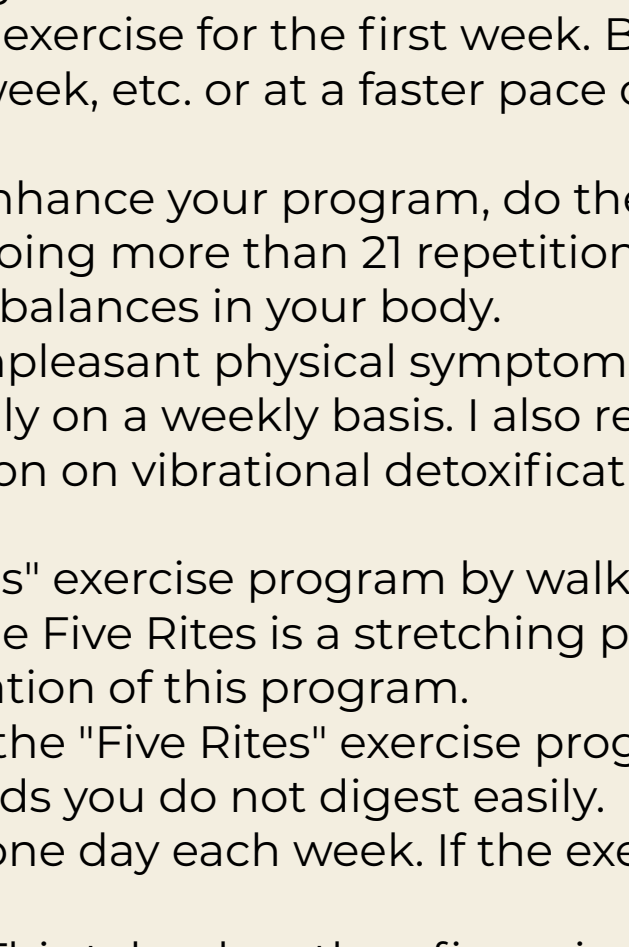 exercise for the first week. B
week, etc. or at a faster pace
nhance your program, do the
oing more than 21 repetition
balances in your body.
npleasant physical symptom
ly on a weekly basis. I also re
on on vibrational detoxificat
s" exercise program by walk
e Five Rites is a stretching p
ation of this program.
the "Five Rites" exercise prog
ds you do not digest easily.
one day each week. If the exe